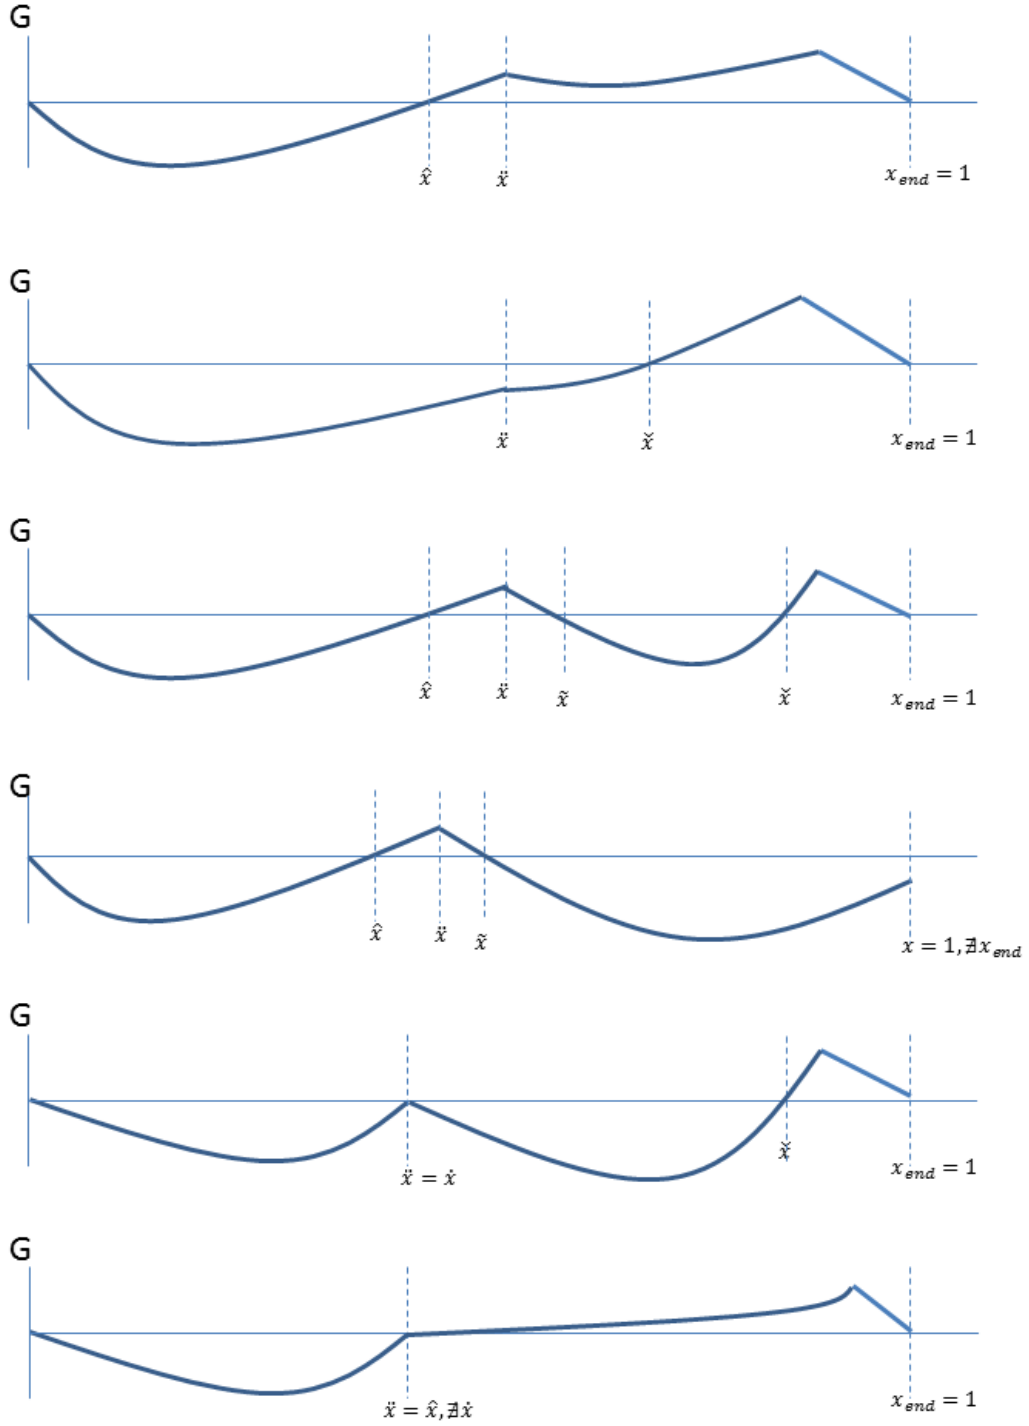 G
x̂ ẍ x_end = 1
G
ẍ x̌ x_end = 1
G
x̂ ẍ x̃ x̌ x_end = 1
G
x̂ ẍ x̃ x = 1, ∄x_end
G
ẍ = ẋ x̌ x_end = 1
G
ẍ = x̂, ∄ẋ x_end = 1